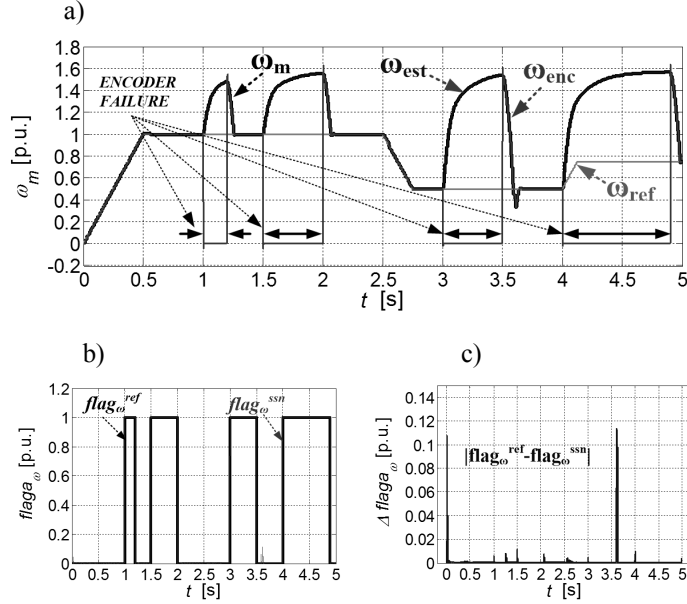 a)
1.8
1.6
1.4
1.2
1
0.8
0.6
0.4
0.2
0
-0.2
ω_m [p.u.]
ENCODER
FAILURE
ω_m
ω_est
ω_enc
ω_ref
0 0.5 1 1.5 2 2.5 3 3.5 4 4.5 5
t [s]
b)
1.2
1
0.8
0.6
0.4
0.2
0
flaga_ω [p.u.]
flag_ω^ref
flag_ω^ssn
0 0.5 1 1.5 2 2.5 3 3.5 4 4.5 5
t [s]
c)
0.14
0.12
0.1
0.08
0.06
0.04
0.02
0
Δ flaga_ω [p.u.]
|flag_ω^ref-flag_ω^ssn|
0 0.5 1 1.5 2 2.5 3 3.5 4 4.5 5
t [s]